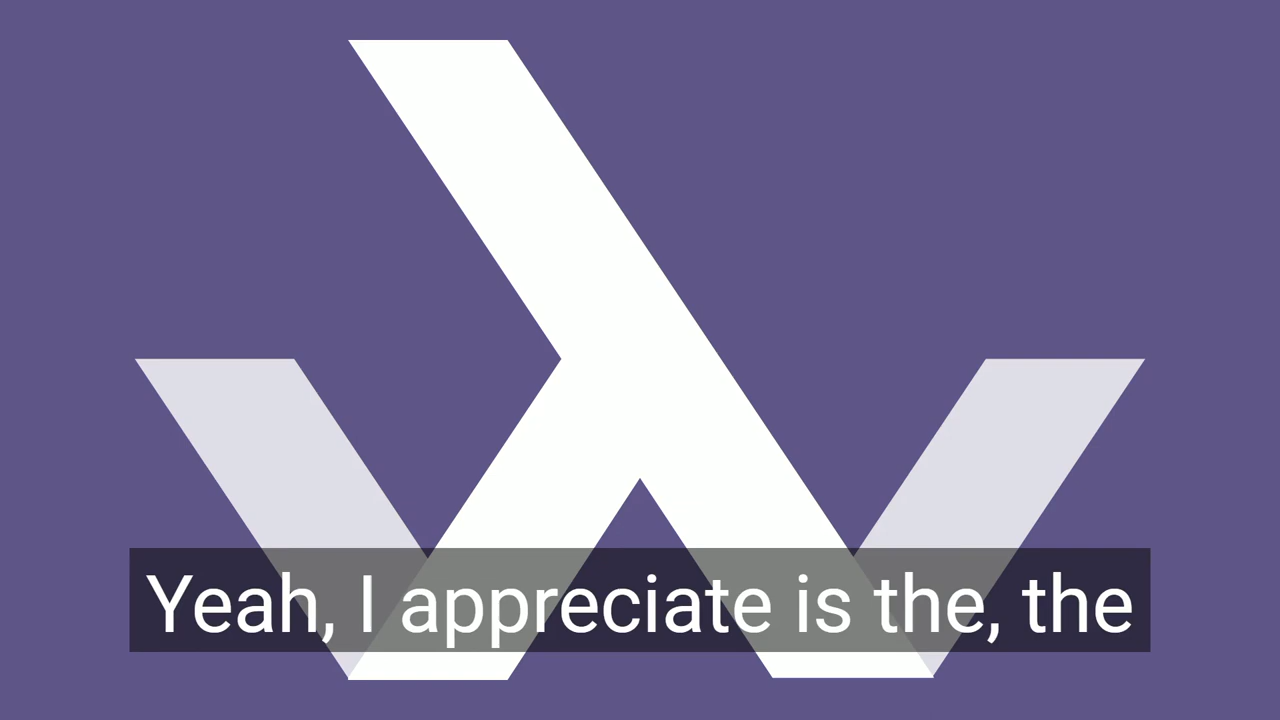 Yeah, I appreciate is the, the